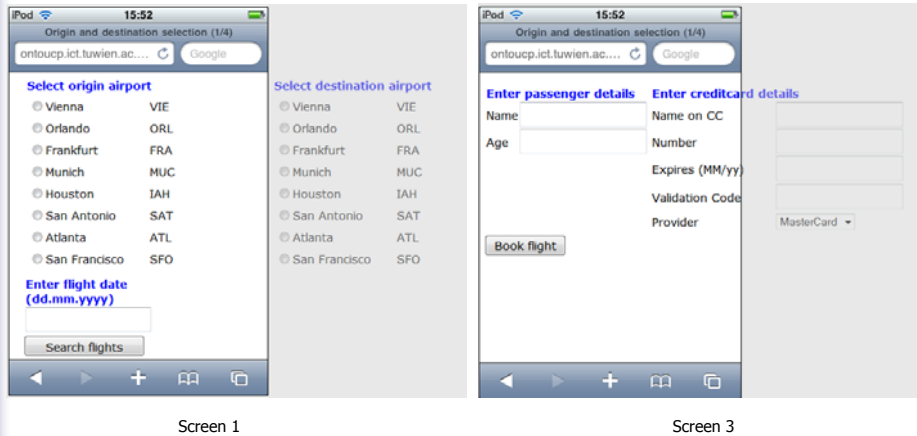 iPod 15:52
Origin and destination selection (1/4)
ontoucp.ict.tuwien.ac.... Google
Select origin airport Select destination airport
Vienna VIE Vienna VIE
Orlando ORL Orlando ORL
Frankfurt FRA Frankfurt FRA
Munich MUC Munich MUC
Houston IAH Houston IAH
San Antonio SAT San Antonio SAT
Atlanta ATL Atlanta ATL
San Francisco SFO San Francisco SFO
Enter flight date
(dd.mm.yyyy)
Search flights
Screen 1
iPod 15:52
Origin and destination selection (1/4)
ontoucp.ict.tuwien.ac.... Google
Enter passenger details Enter creditcard details
Name Name on CC
Age Number
Expires (MM/yy)
Validation Code
Provider MasterCard
Book flight
Screen 3